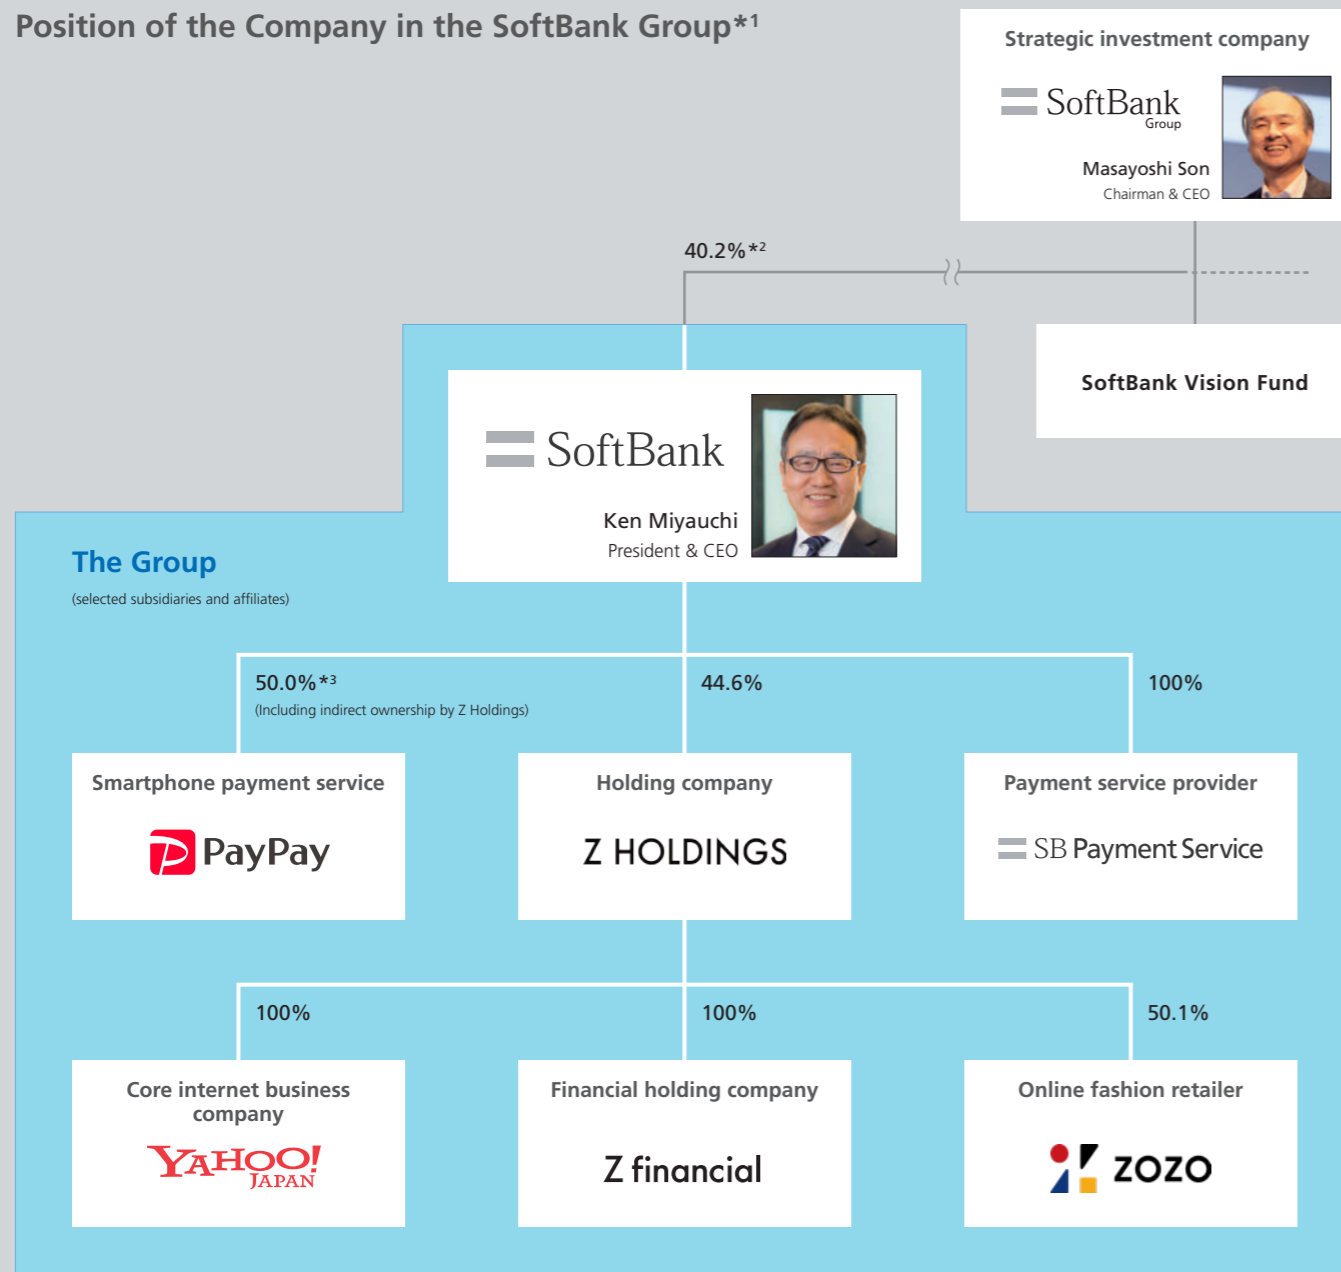 Position of the Company in the SoftBank Group*1
Strategic investment company
SoftBank
Group
Masayoshi Son
Chairman & CEO
40.2%*2
SoftBank Vision Fund
SoftBank
Ken Miyauchi
President & CEO
The Group
(selected subsidiaries and affiliates)
50.0%*3
(Including indirect ownership by Z Holdings)
44.6%
100%
Smartphone payment service
PayPay
Holding company
Z HOLDINGS
Payment service provider
SB Payment Service
100%
100%
50.1%
Core internet business
company
YAHOO!
JAPAN
Financial holding company
Z financial
Online fashion retailer
ZOZO